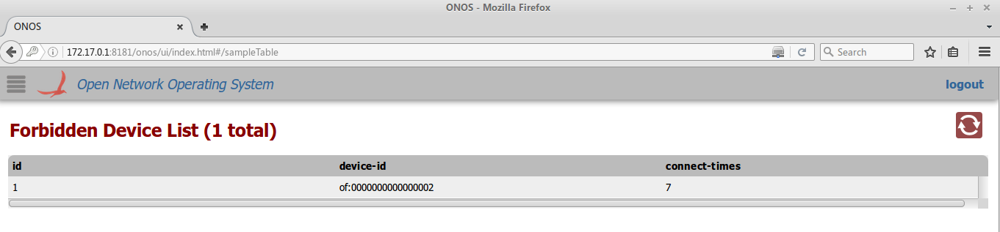 ONOS - Mozilla Firefox
ONOS
172.17.0.1:8181/onos/ui/index.html#/sampleTable
Search
Open Network Operating System
logout
Forbidden Device List (1 total)
id device-id connect-times
1 of:0000000000000002 7